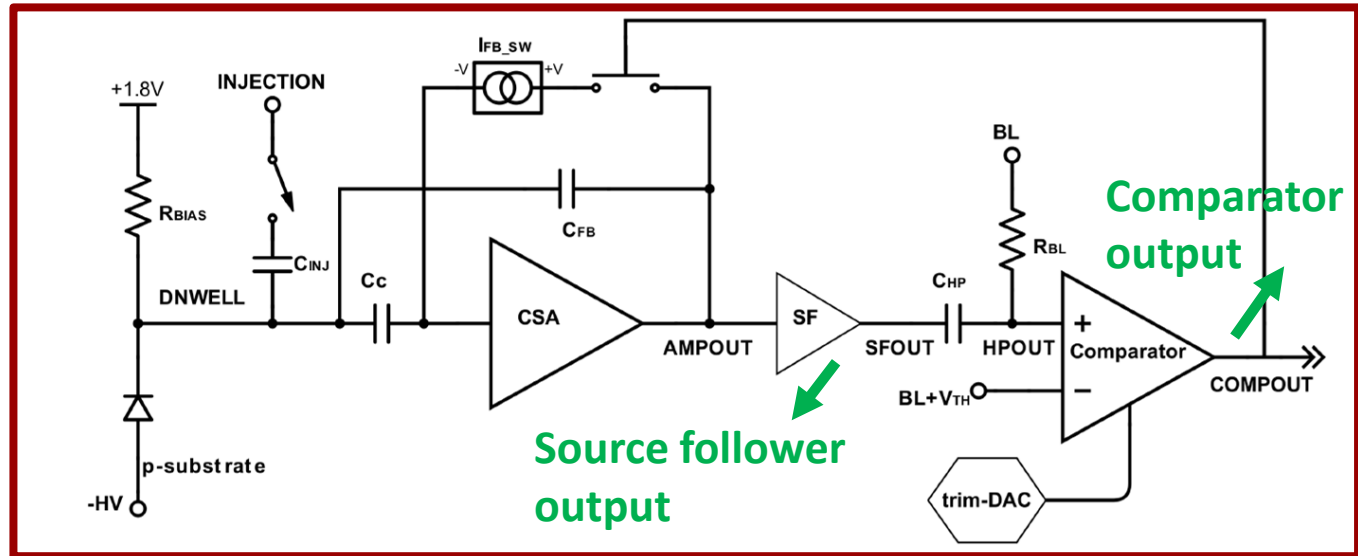 IFB_SW
-V
+V
+1.8V
INJECTION
BL
Comparator
output
RBIAS
CFB
RBL
CINJ
Cc
CHP
DNWELL
CSA
SF
+
Comparator
AMPOUT
SFOUT
HPOUT
COMPOUT
BL+VTH
−
Source follower
output
p-substrate
-HV
trim-DAC